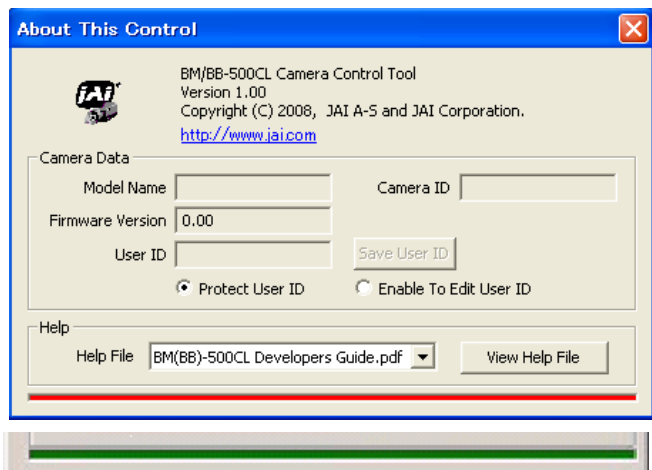 About This Control
JAI
BM/BB-500CL Camera Control Tool
Version 1.00
Copyright (C) 2008, JAI A-S and JAI Corporation.
http://www.jai.com
Camera Data
Model Name
Camera ID
Firmware Version 0.00
User ID
Save User ID
Protect User ID
Enable To Edit User ID
Help
Help File BM(BB)-500CL Developers Guide.pdf
View Help File